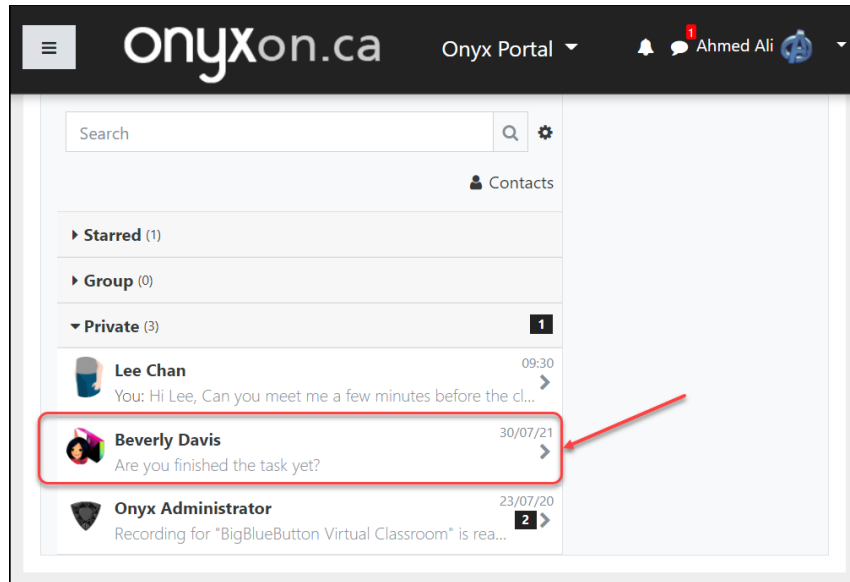 onyxon.ca
Onyx Portal
1
Ahmed Ali
Search
Contacts
Starred (1)
Group (0)
Private (3)
1
Lee Chan
09:30
You: Hi Lee, Can you meet me a few minutes before the cl...
Beverly Davis
30/07/21
Are you finished the task yet?
Onyx Administrator
23/07/20
Recording for "BigBlueButton Virtual Classroom" is rea...
2